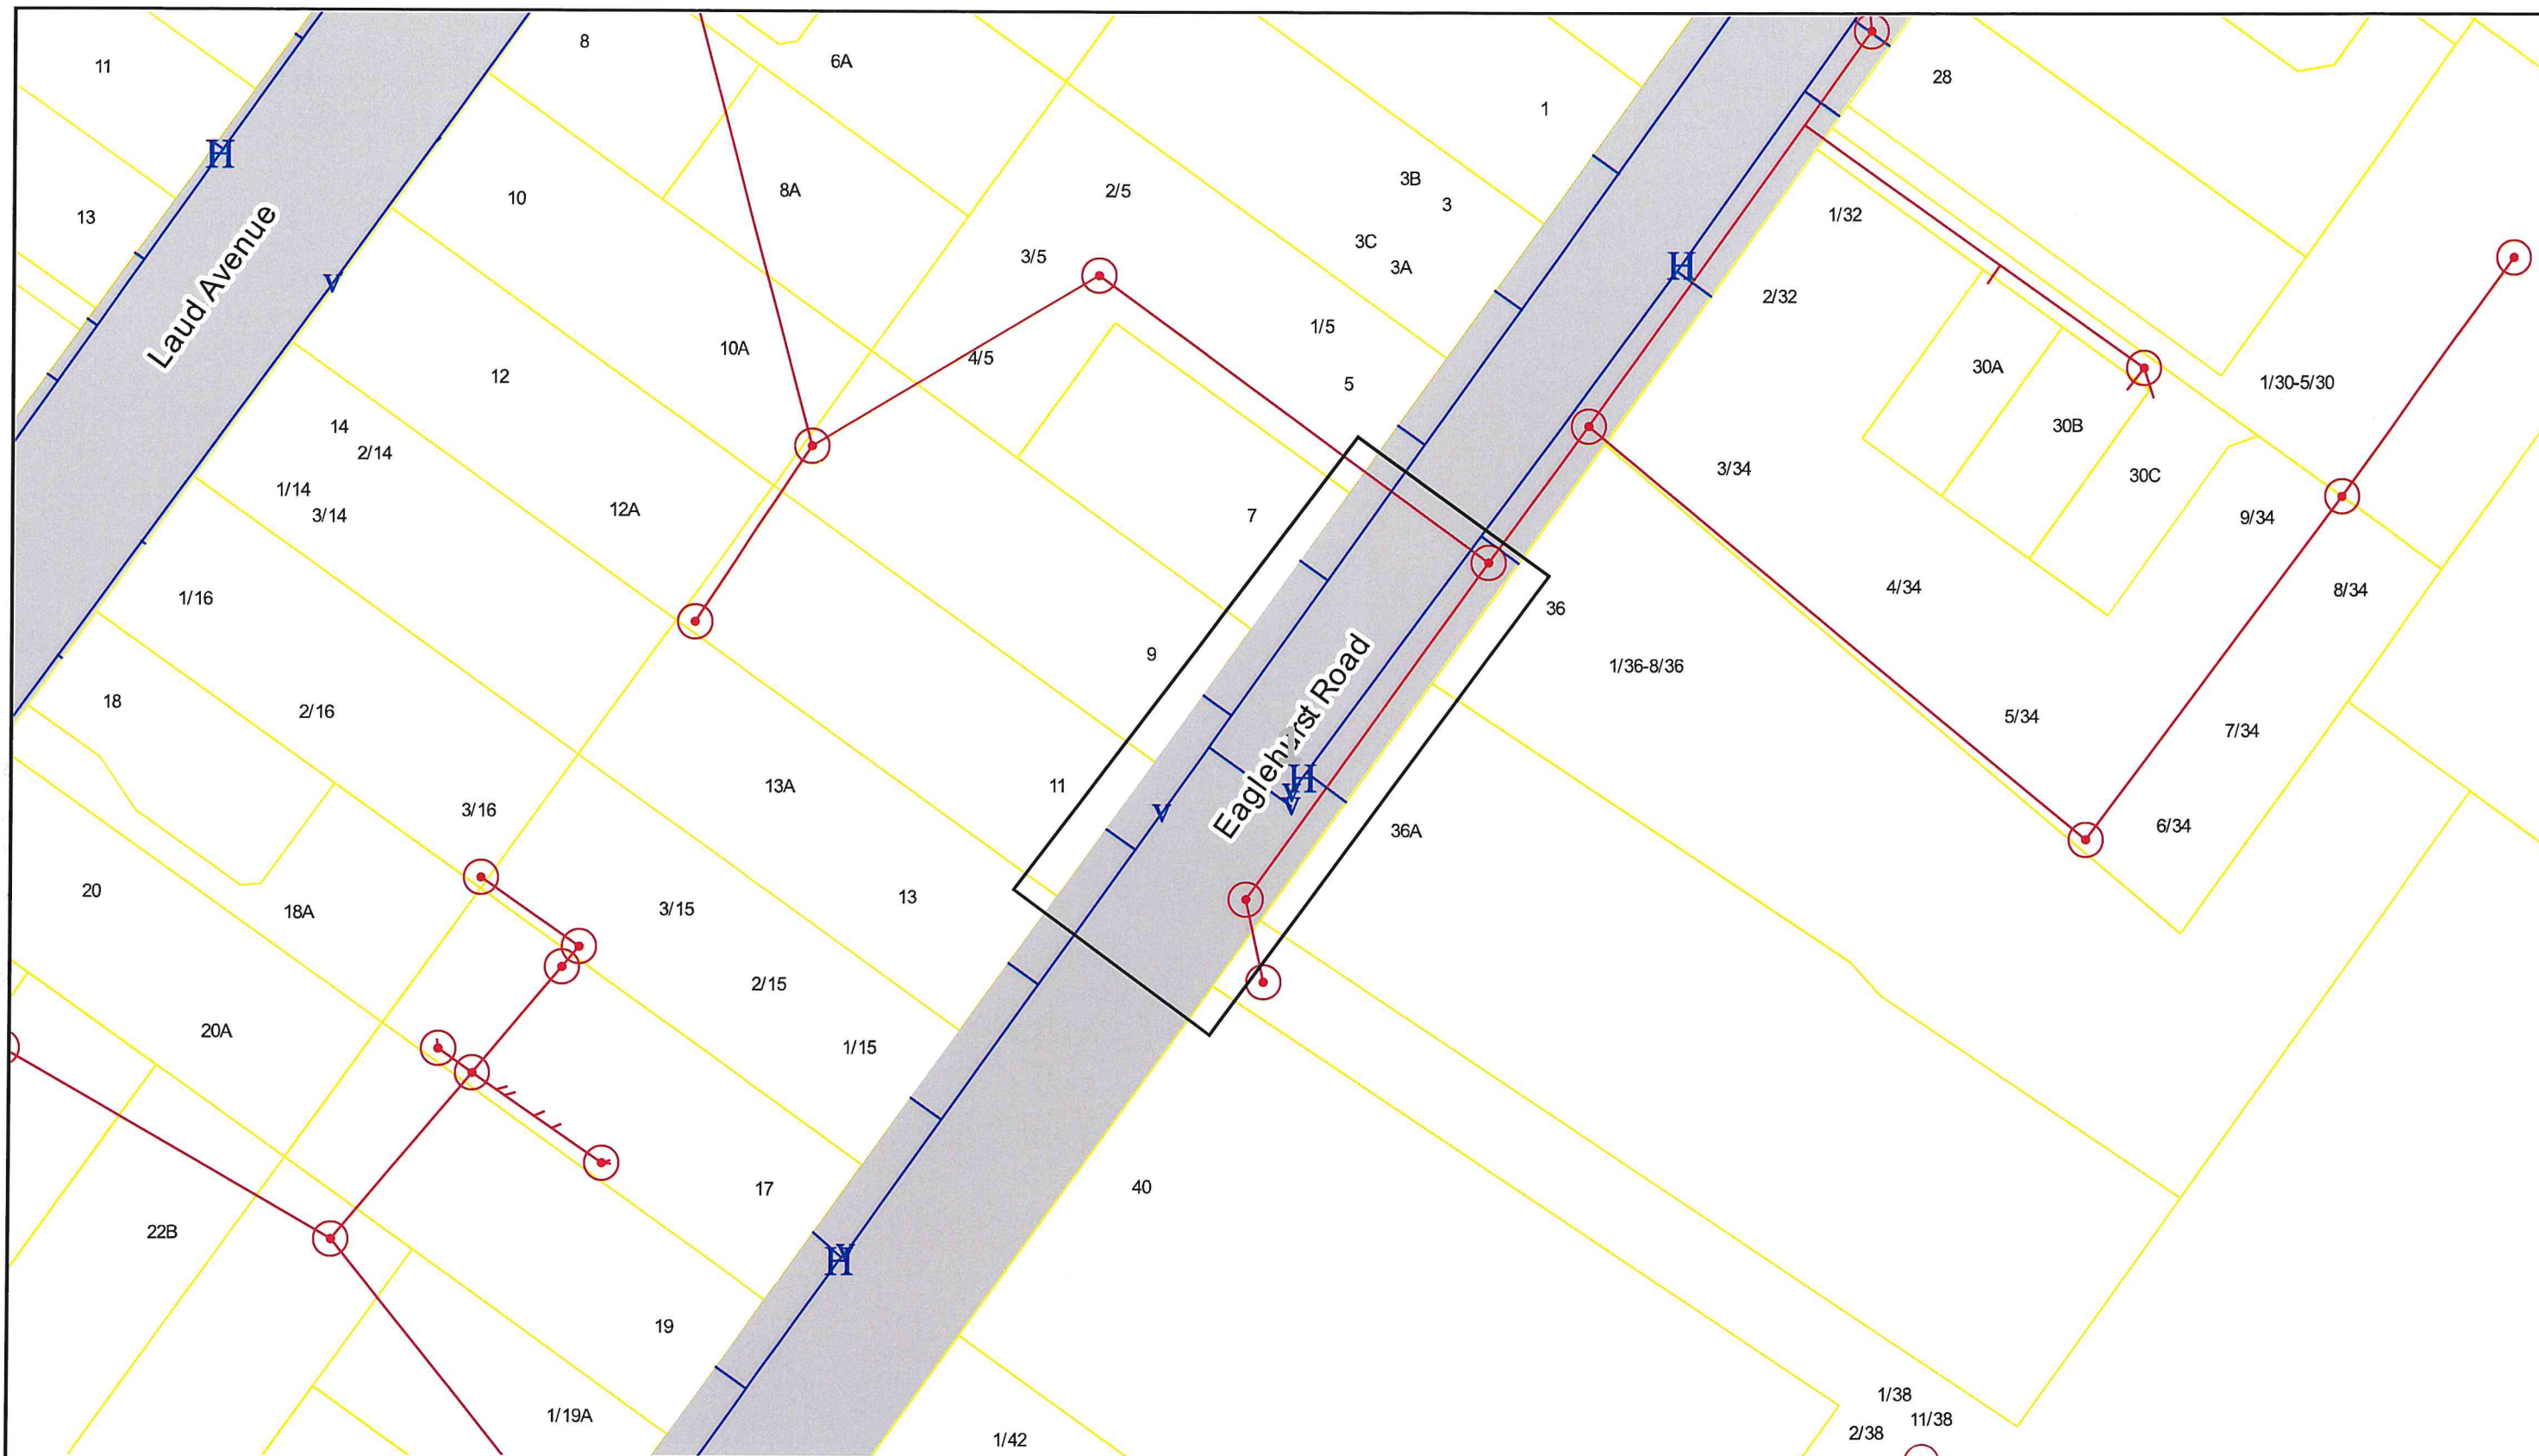 8
6A
11
28
1
3B
2/5
8A
10
3
1/32
13
H
Laud Avenue
3C
3/5
3A
H
v
2/32
1/5
10A
4/5
30A
12
5
1/30-5/30
14
30B
2/14
3/34
30C
1/14
12A
7
3/14
9/34
4/34
8/34
1/16
36
9
1/36-8/36
18
2/16
5/34
7/34
Eaglehurst Road
13A
11
H
v
v
V
3/16
6/34
36A
20
13
18A
3/15
2/15
20A
1/15
40
17
22B
v
H
19
1/38
1/19A
11/38
2/38
1/42